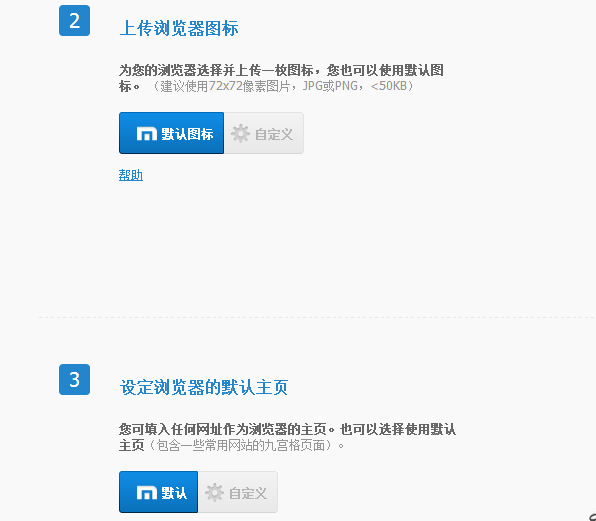 2
上传浏览器图标
为您的浏览器选择并上传一枚图标，您也可以使用默认图
标。（建议使用72x72像素图片，JPG或PNG，<50KB）
默认图标 自定义
帮助
3
设定浏览器的默认主页
您可填入任何网址作为浏览器的主页。也可以选择使用默认
主页（包含一些常用网站的九宫格页面）。
默认 自定义